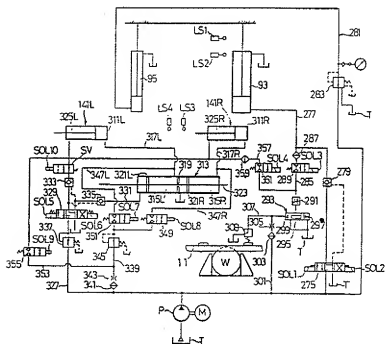 LS1
281
95
LS2
93
283
T
325L
141L
311L
LS4
LS3
141R
325R
311R
277
317L
287
SOL10
SV
347L
321L
319
313
317R
357
SOL4
SOL3
279
333
359
361
289
285
329
335
331
315L
321R
315R
323
293
291
SOL5
SOL7
347R
307
299
297
SOL6
351
349
SOL8
305
309
T
337
SOL9
345
339
11
W
303
295
SOL1
SOL2
355
353
343
301
275
T
327
341
P
M
T